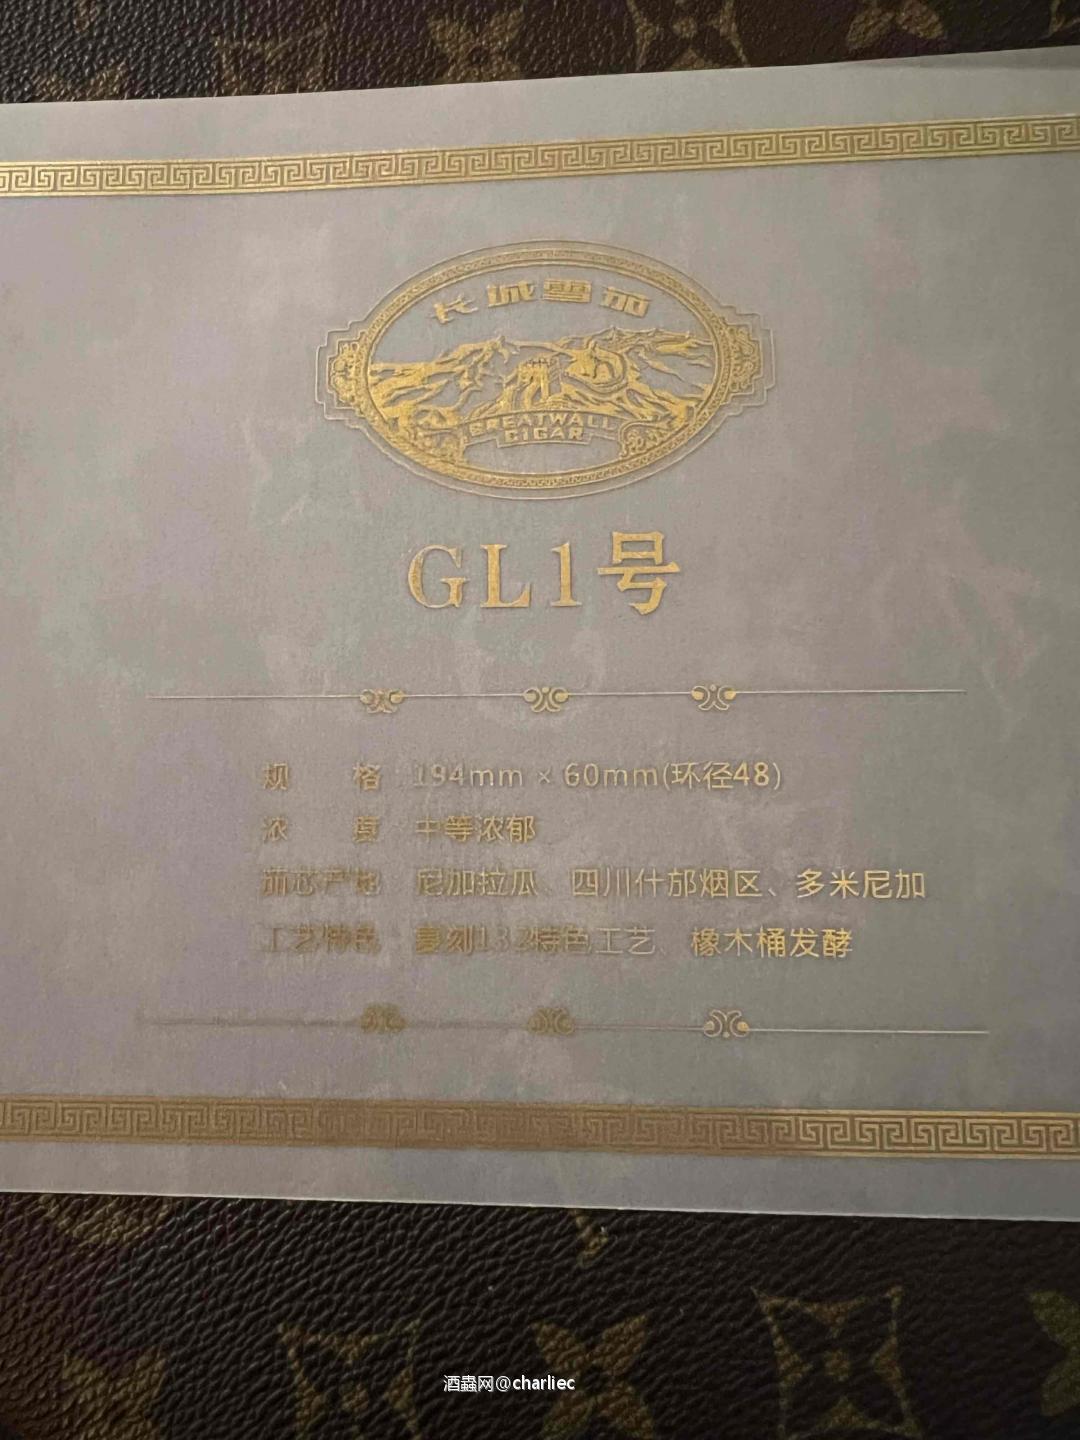 长城雪茄
GREATWALL
CIGAR
GL1号
规 格 194mm × 60mm(环径48)
浓 度 中等浓郁
茄芯产地 尼加拉瓜、四川什邡烟区、多米尼加
工艺特色 复刻132特色工艺、橡木桶发酵
酒蟲网@charliec